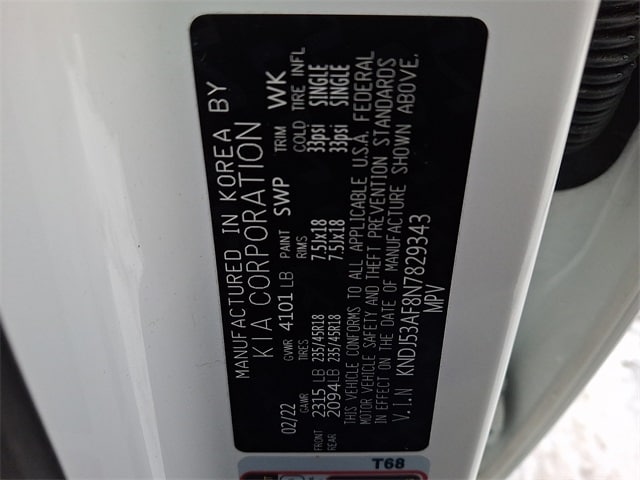 MANUFACTURED IN KOREA BY
KIA CORPORATION
02/22 GVWR 4101 LB PAINT SWP TRIM WK
GAWR TIRES RIMS COLD TIRE INFL
FRONT 2315 LB 235/45R18 7.5Jx18 33psi SINGLE
REAR 2094 LB 235/45R18 7.5Jx18 33psi SINGLE
THIS VEHICLE CONFORMS TO ALL APPLICABLE U.S.A. FEDERAL
MOTOR VEHICLE SAFETY AND THEFT PREVENTION STANDARDS
IN EFFECT ON THE DATE OF MANUFACTURE SHOWN ABOVE.
V.I.N KNDJ53AF8N7829343
MPV
T68